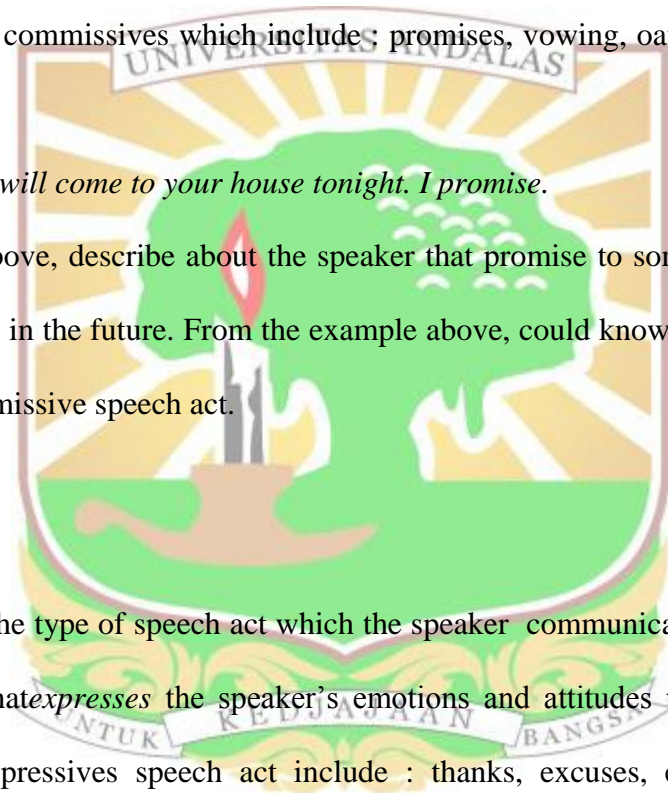 commissives which include : promises, vowing, oa
UNIVERSITAS ANDALAS
will come to your house tonight. I promise.
ove, describe about the speaker that promise to son
in the future. From the example above, could know
missive speech act.
he type of speech act which the speaker communica
natexpresses the speaker’s emotions and attitudes
pressives speech act include : thanks, excuses,
UNTUK KEDJAJAAN BANGSA